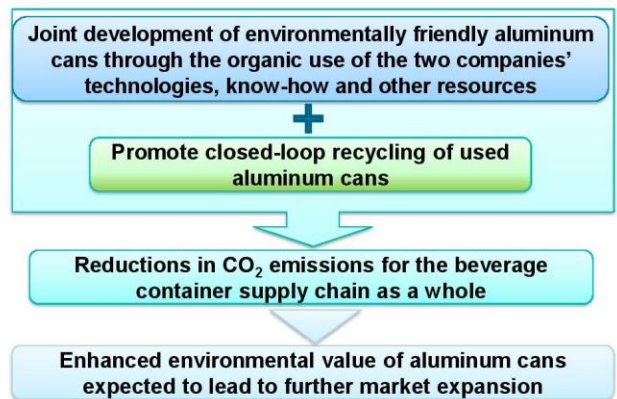 Joint development of environmentally friendly aluminum
cans through the organic use of the two companies’
technologies, know-how and other resources
+
Promote closed-loop recycling of used
aluminum cans
Reductions in CO₂ emissions for the beverage
container supply chain as a whole
Enhanced environmental value of aluminum cans
expected to lead to further market expansion